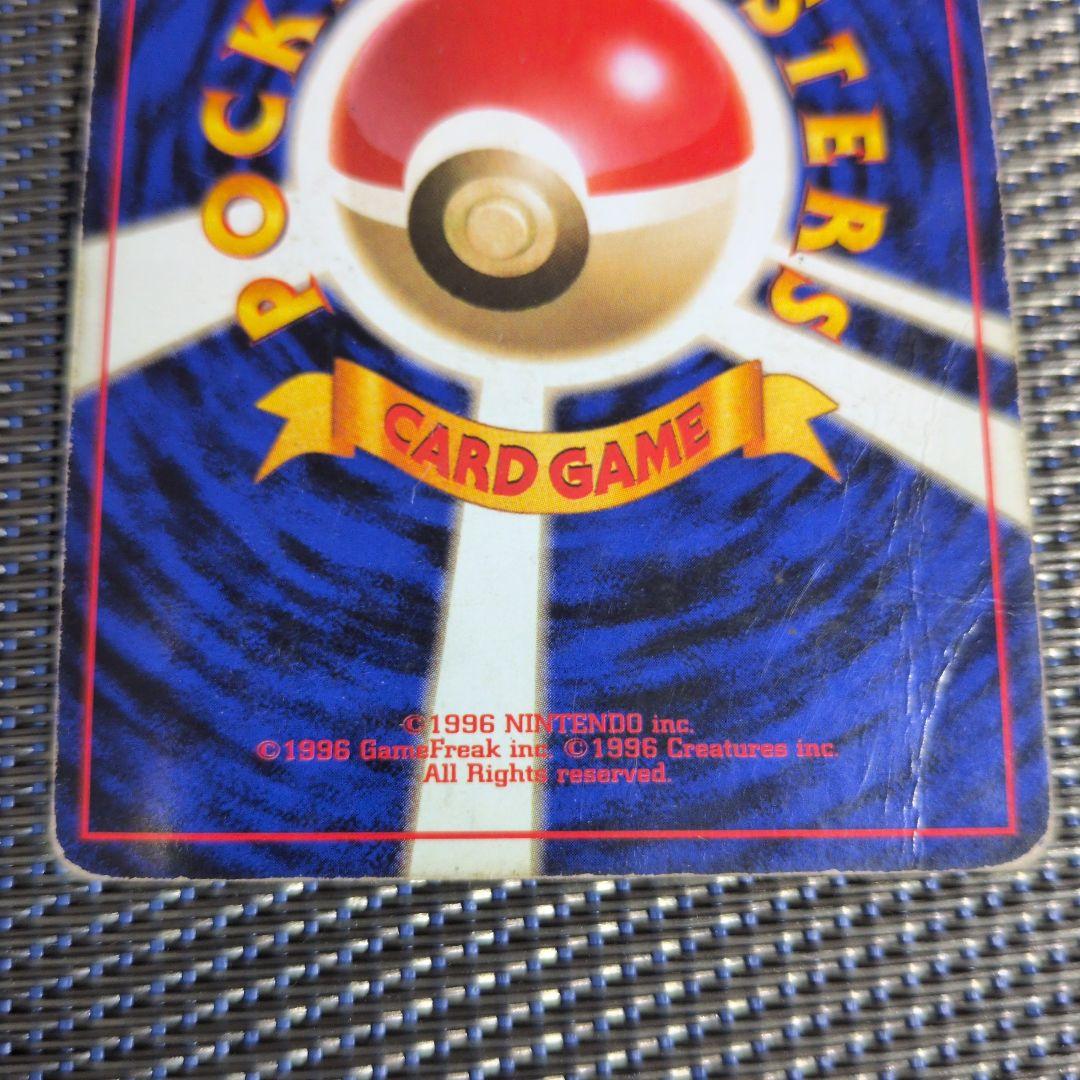 POCK
STERS
CARD GAME
©1996 NINTENDO inc.
©1996 GameFreak inc. ©1996 Creatures inc.
All Rights reserved.